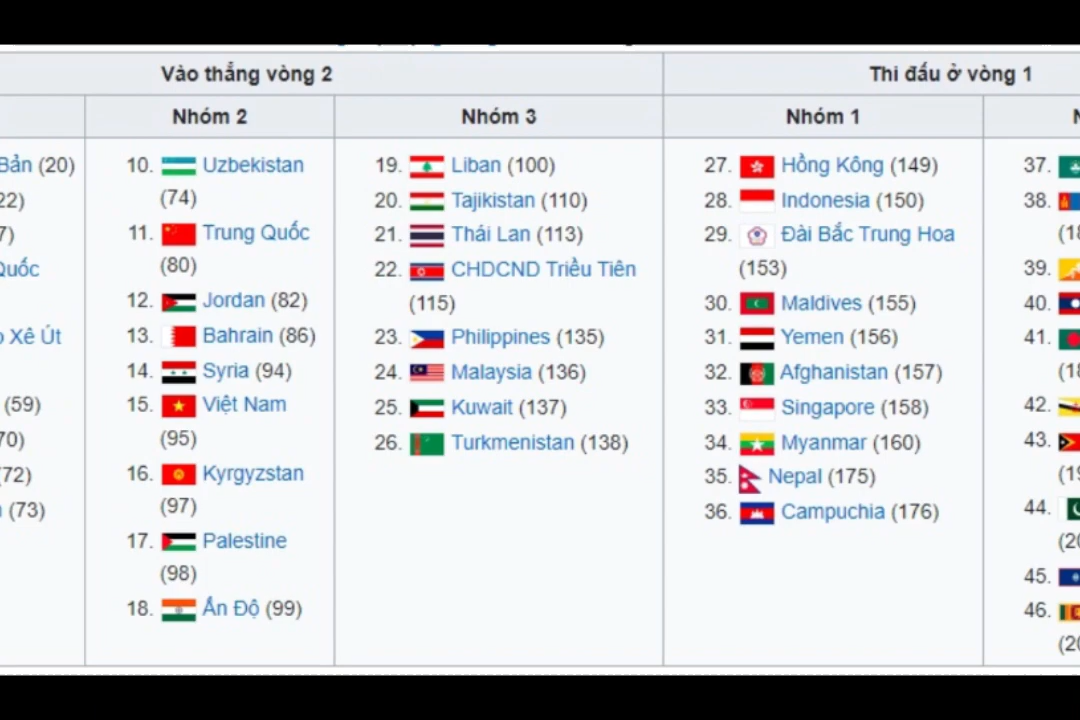 Vào thẳng vòng 2
Thi đấu ở vòng 1
Nhóm 2
Nhóm 3
Nhóm 1
Bản (20)
22)
7)
Quốc
Xê Út
(59)
70)
(72)
(73)
10. Uzbekistan
(74)
11. Trung Quốc
(80)
12. Jordan (82)
13. Bahrain (86)
14. Syria (94)
15. Việt Nam
(95)
16. Kyrgyzstan
(97)
17. Palestine
(98)
18. Ấn Độ (99)
19. Liban (100)
20. Tajikistan (110)
21. Thái Lan (113)
22. CHDCND Triều Tiên
(115)
23. Philippines (135)
24. Malaysia (136)
25. Kuwait (137)
26. Turkmenistan (138)
27. Hồng Kông (149)
28. Indonesia (150)
29. Đài Bắc Trung Hoa
(153)
30. Maldives (155)
31. Yemen (156)
32. Afghanistan (157)
33. Singapore (158)
34. Myanmar (160)
35. Nepal (175)
36. Campuchia (176)
37.
38.
(18
39.
40.
41.
(18
42.
43.
(19
44.
(20
45.
46.
(20